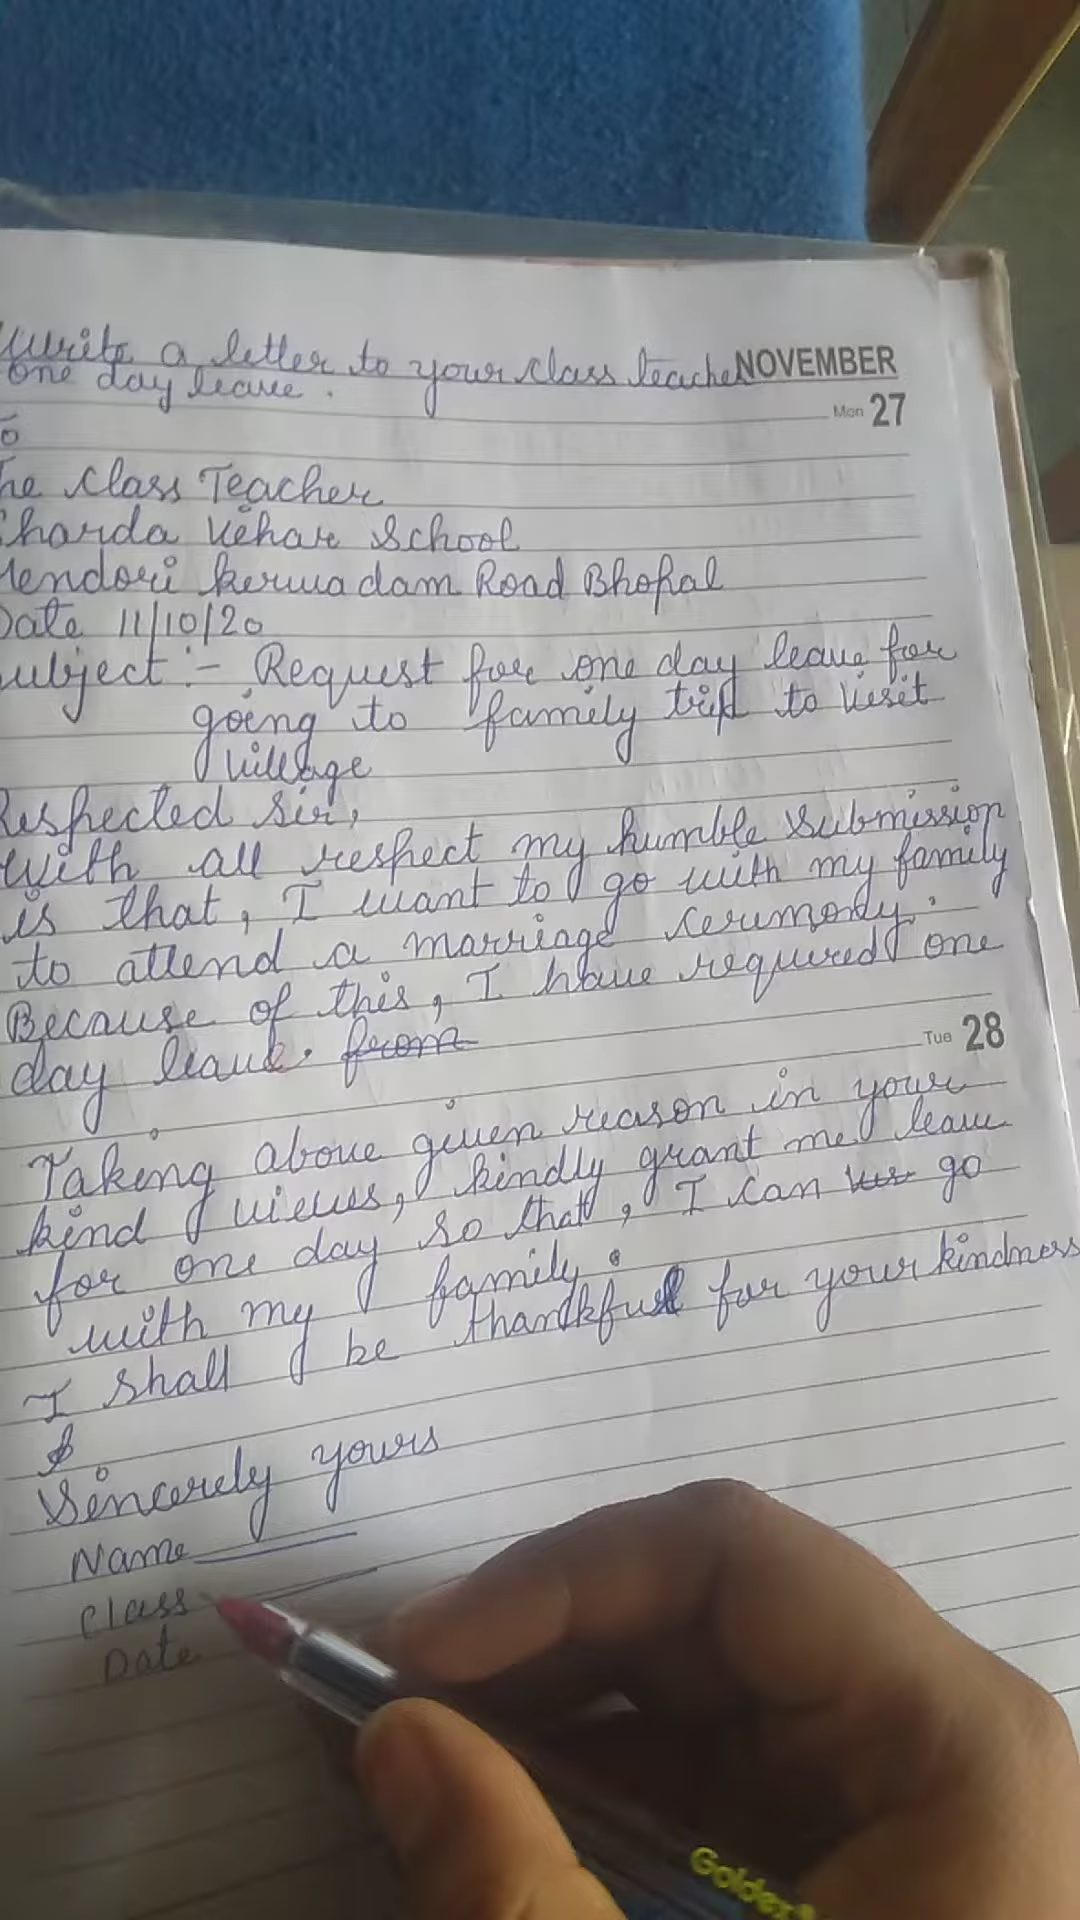 Write a letter to your class teacher NOVEMBER
one day leave.
Mon 27
To
The Class Teacher
Sharda Vihar School
Mendori kerwa dam Road Bhopal
Date 11/10/20
Subject :- Request for one day leave for
going to family trip to visit
village
Respected sir,
With all respect my humble submission
is that, I want to go with my family
to attend a marriage ceremony.
Because of this, I have required one
day leave. from
Tue 28
Taking above given reason in your
kind views, kindly grant me leave
for one day so that, I can go
with my family.
I shall be thankful for your kindness
Sincerely yours
Name
Class
Date
Goldex